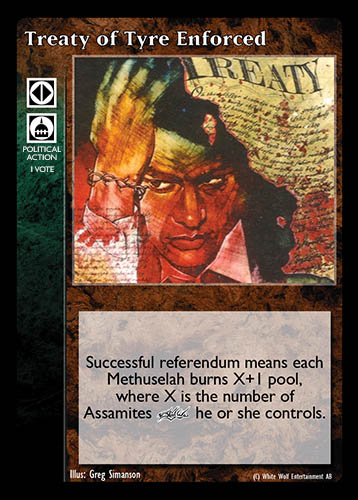 Treaty of Tyre Enforced
TREATY
POLITICAL
ACTION
1 VOTE
Successful referendum means each
Methuselah burns X+1 pool,
where X is the number of
Assamites he or she controls.
Illus: Greg Simanson
(C) White Wolf Entertainment AB